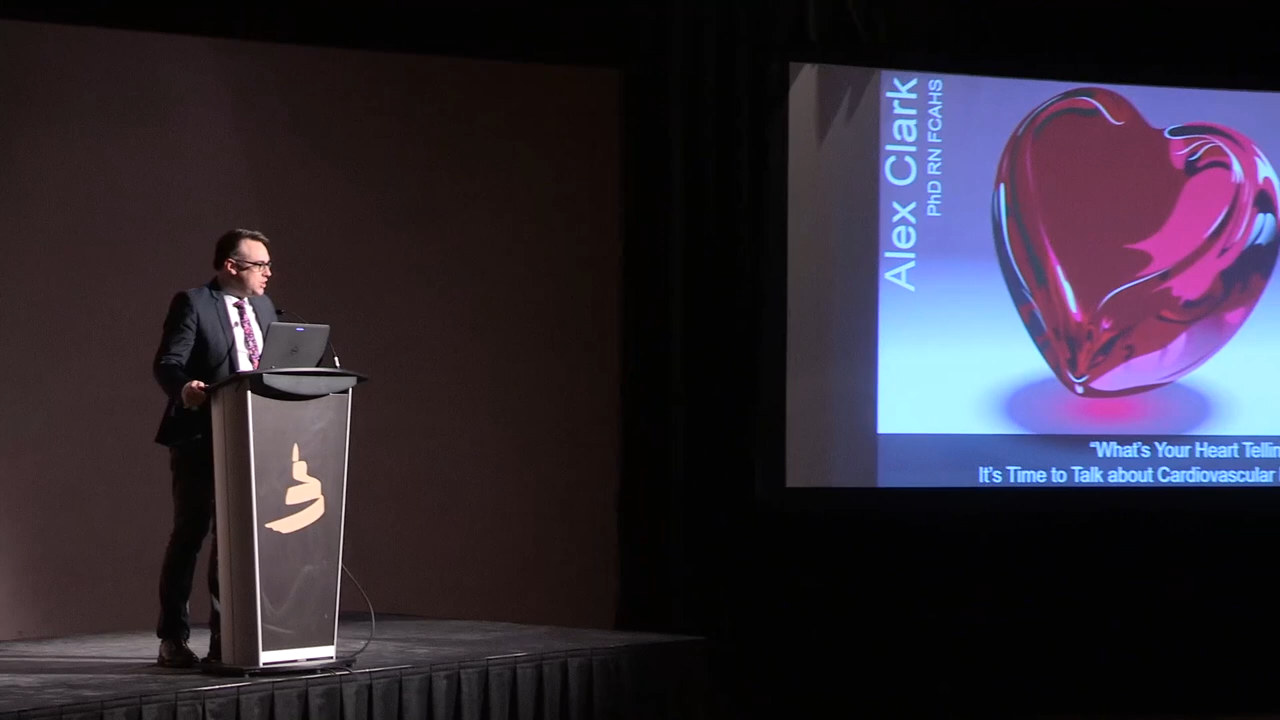 Alex Clark
PhD RN FCAHS
"What's Your Heart Tellin
It's Time to Talk about Cardiovascular